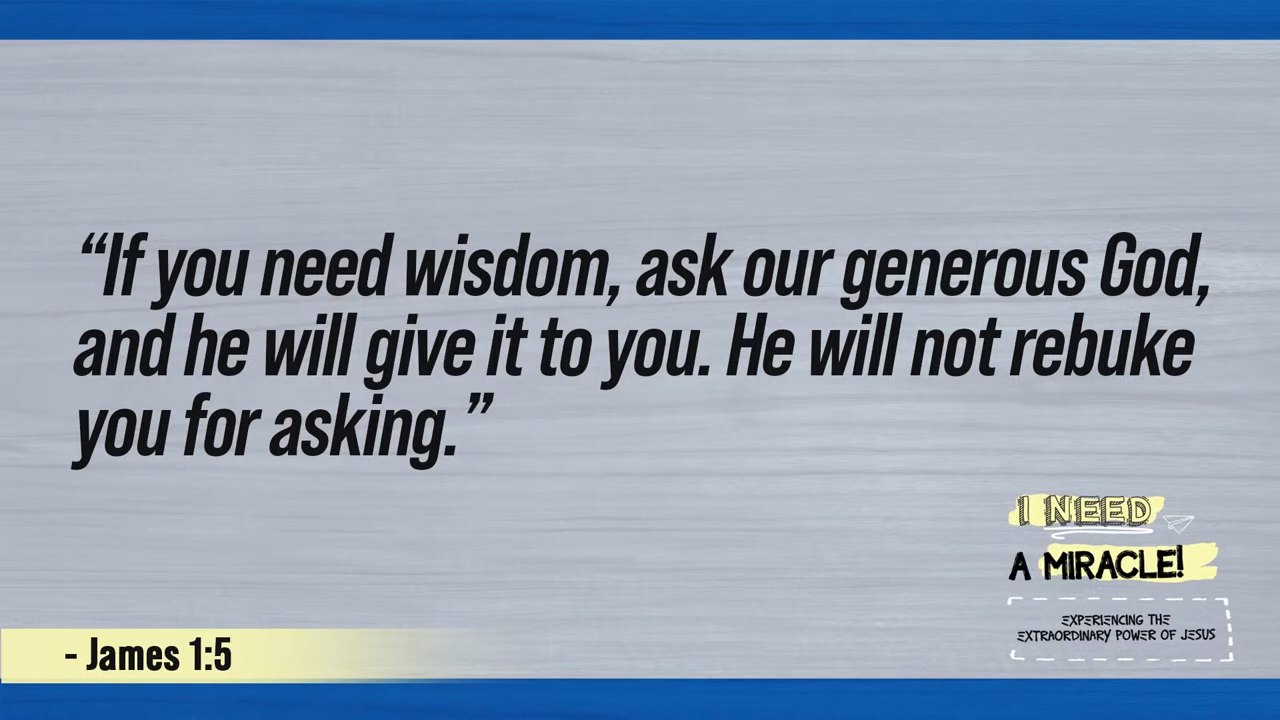 “If you need wisdom, ask our generous God,
and he will give it to you. He will not rebuke
you for asking.”
I NEED
A MIRACLE!
EXPERIENCING THE
EXTRAORDINARY POWER OF JESUS
- James 1:5